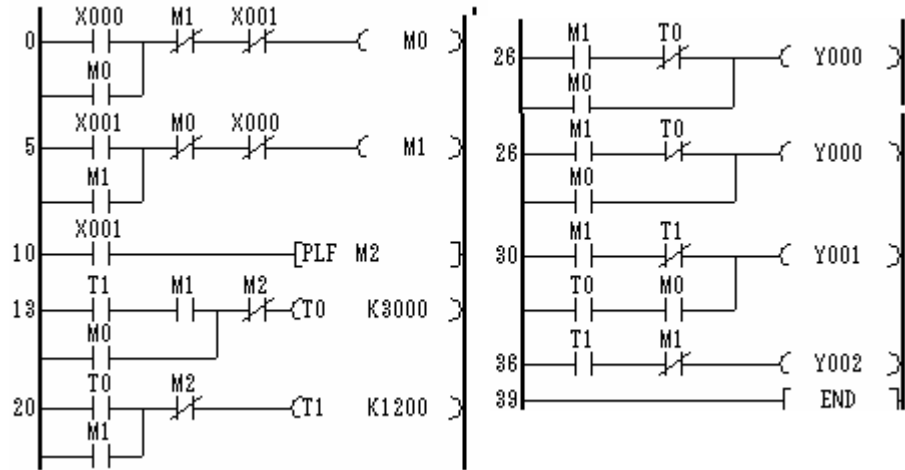 X000 M1 X001
0 M0
M0
X001 M0 X000
5 M1
M1
X001
10 PLF M2
T1 M1 M2
13 T0 K3000
M0
T0 M2
20 T1 K1200
M1
M1 T0
26 Y000
M0
M1 T0
26 Y000
M0
M1 T1
30 Y001
T0 M0
T1 M1
36 Y002
39 END